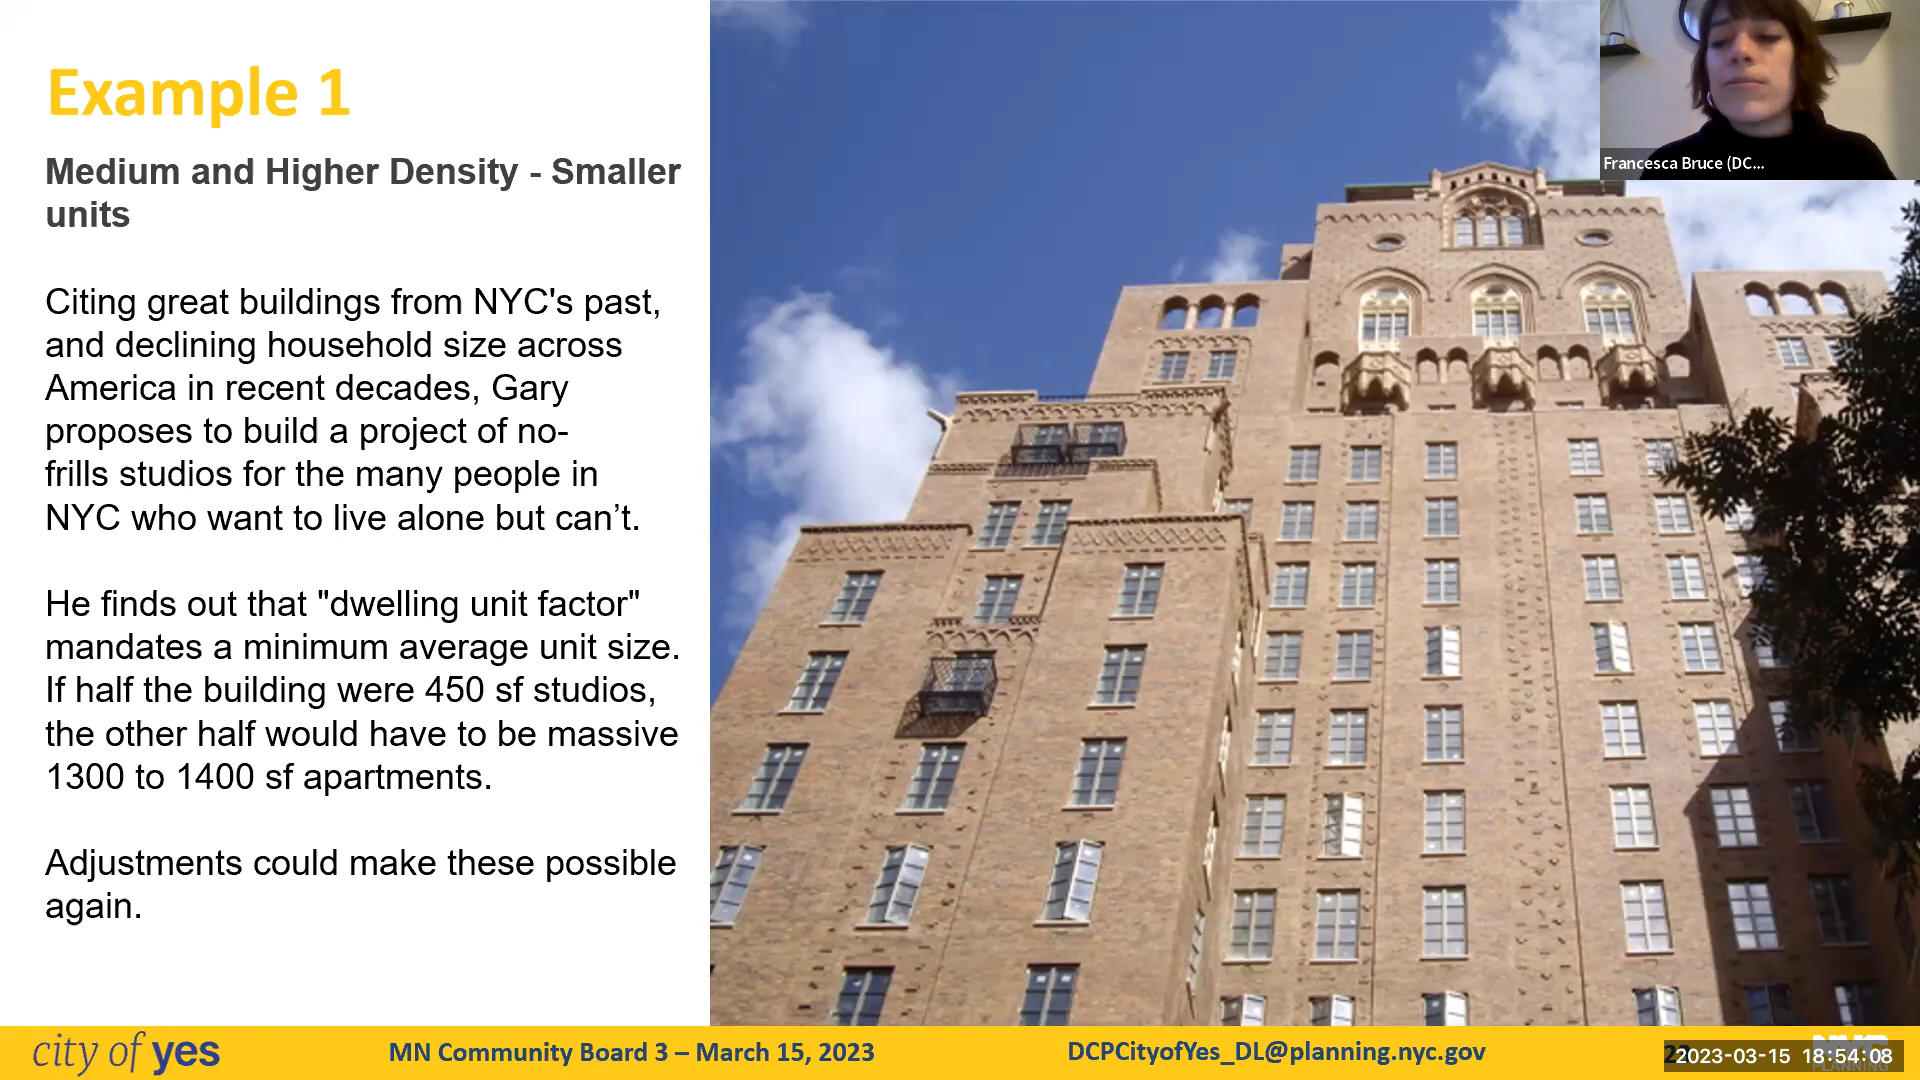 Example 1
Medium and Higher Density - Smaller
units
Citing great buildings from NYC's past,
and declining household size across
America in recent decades, Gary
proposes to build a project of no-
frills studios for the many people in
NYC who want to live alone but can’t.
He finds out that "dwelling unit factor"
mandates a minimum average unit size.
If half the building were 450 sf studios,
the other half would have to be massive
1300 to 1400 sf apartments.
Adjustments could make these possible
again.
Francesca Bruce (DC...
city of yes
MN Community Board 3 – March 15, 2023
DCPCityofYes_DL@planning.nyc.gov
2023-03-15 18:54:08
PLANNING